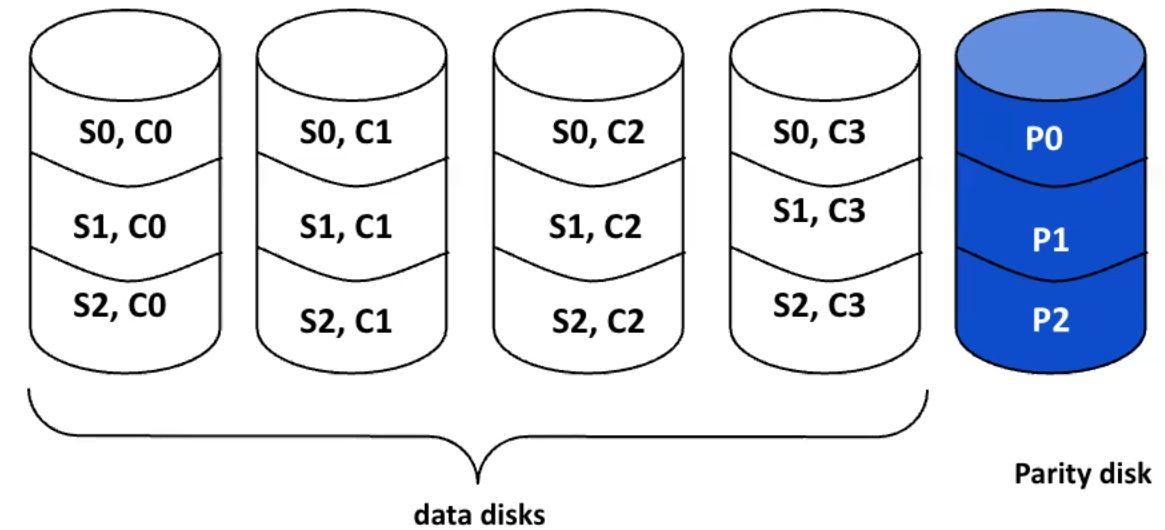 S0, C0 S0, C1 S0, C2 S0, C3 P0
S1, C0 S1, C1 S1, C2 S1, C3 P1
S2, C0 S2, C1 S2, C2 S2, C3 P2
Parity disk
data disks